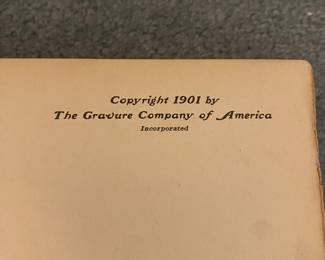 Copyright 1901 by
The Gravure Company of America
Incorporated